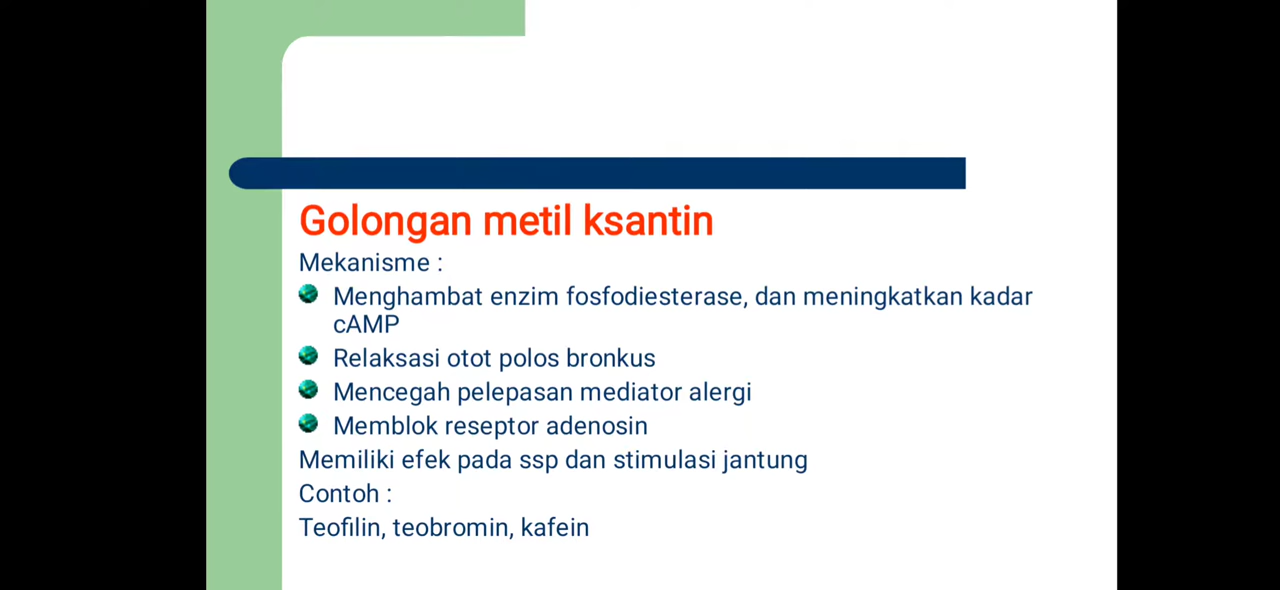 Golongan metil ksantin
Mekanisme :
Menghambat enzim fosfodiesterase, dan meningkatkan kadar
cAMP
Relaksasi otot polos bronkus
Mencegah pelepasan mediator alergi
Memblok reseptor adenosin
Memiliki efek pada ssp dan stimulasi jantung
Contoh :
Teofilin, teobromin, kafein